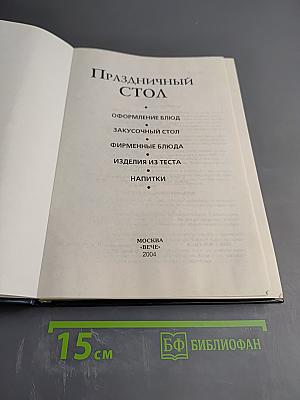 ПРАЗДНИЧНЫЙ
СТОЛ
ОФОРМЛЕНИЕ БЛЮД
ЗАКУСОЧНЫЙ СТОЛ
ФИРМЕННЫЕ БЛЮДА
ИЗДЕЛИЯ ИЗ ТЕСТА
НАПИТКИ
МОСКВА
«ВЕЧЕ»
2004
15 см
БФ БИБЛИОФАН